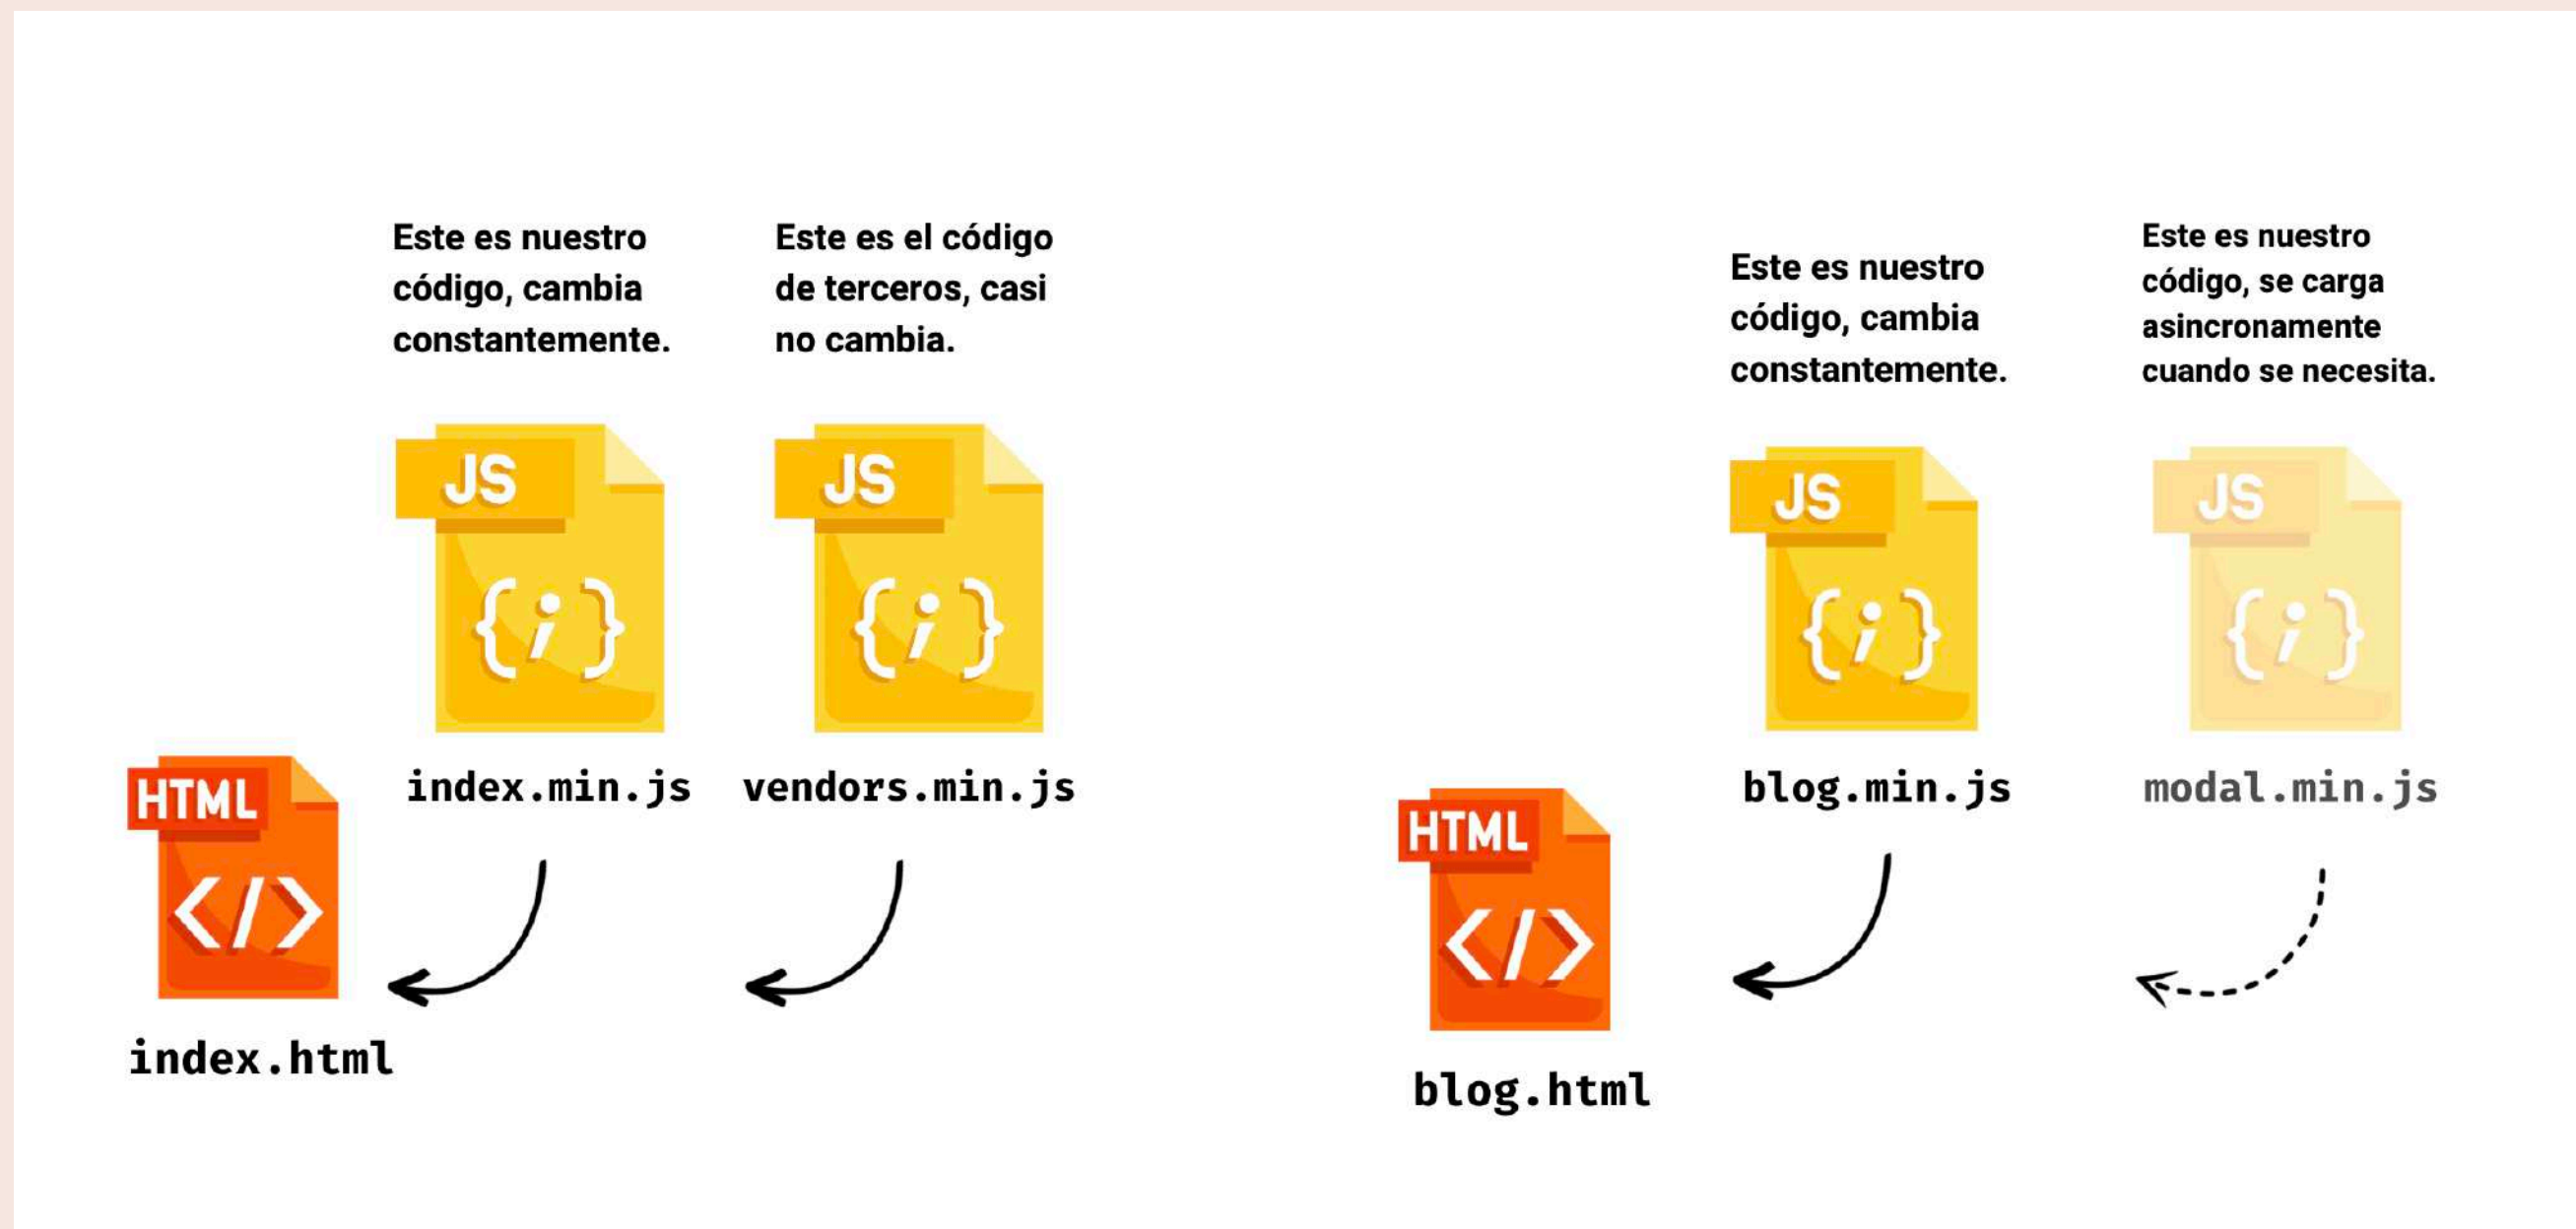 Este es nuestro
código, cambia
constantemente.
JS
{;}
index.min.js
Este es el código
de terceros, casi
no cambia.
JS
{;}
vendors.min.js
HTML
</>
index.html
Este es nuestro
código, cambia
constantemente.
JS
{;}
blog.min.js
Este es nuestro
código, se carga
asincronamente
cuando se necesita.
JS
{;}
modal.min.js
HTML
</>
blog.html